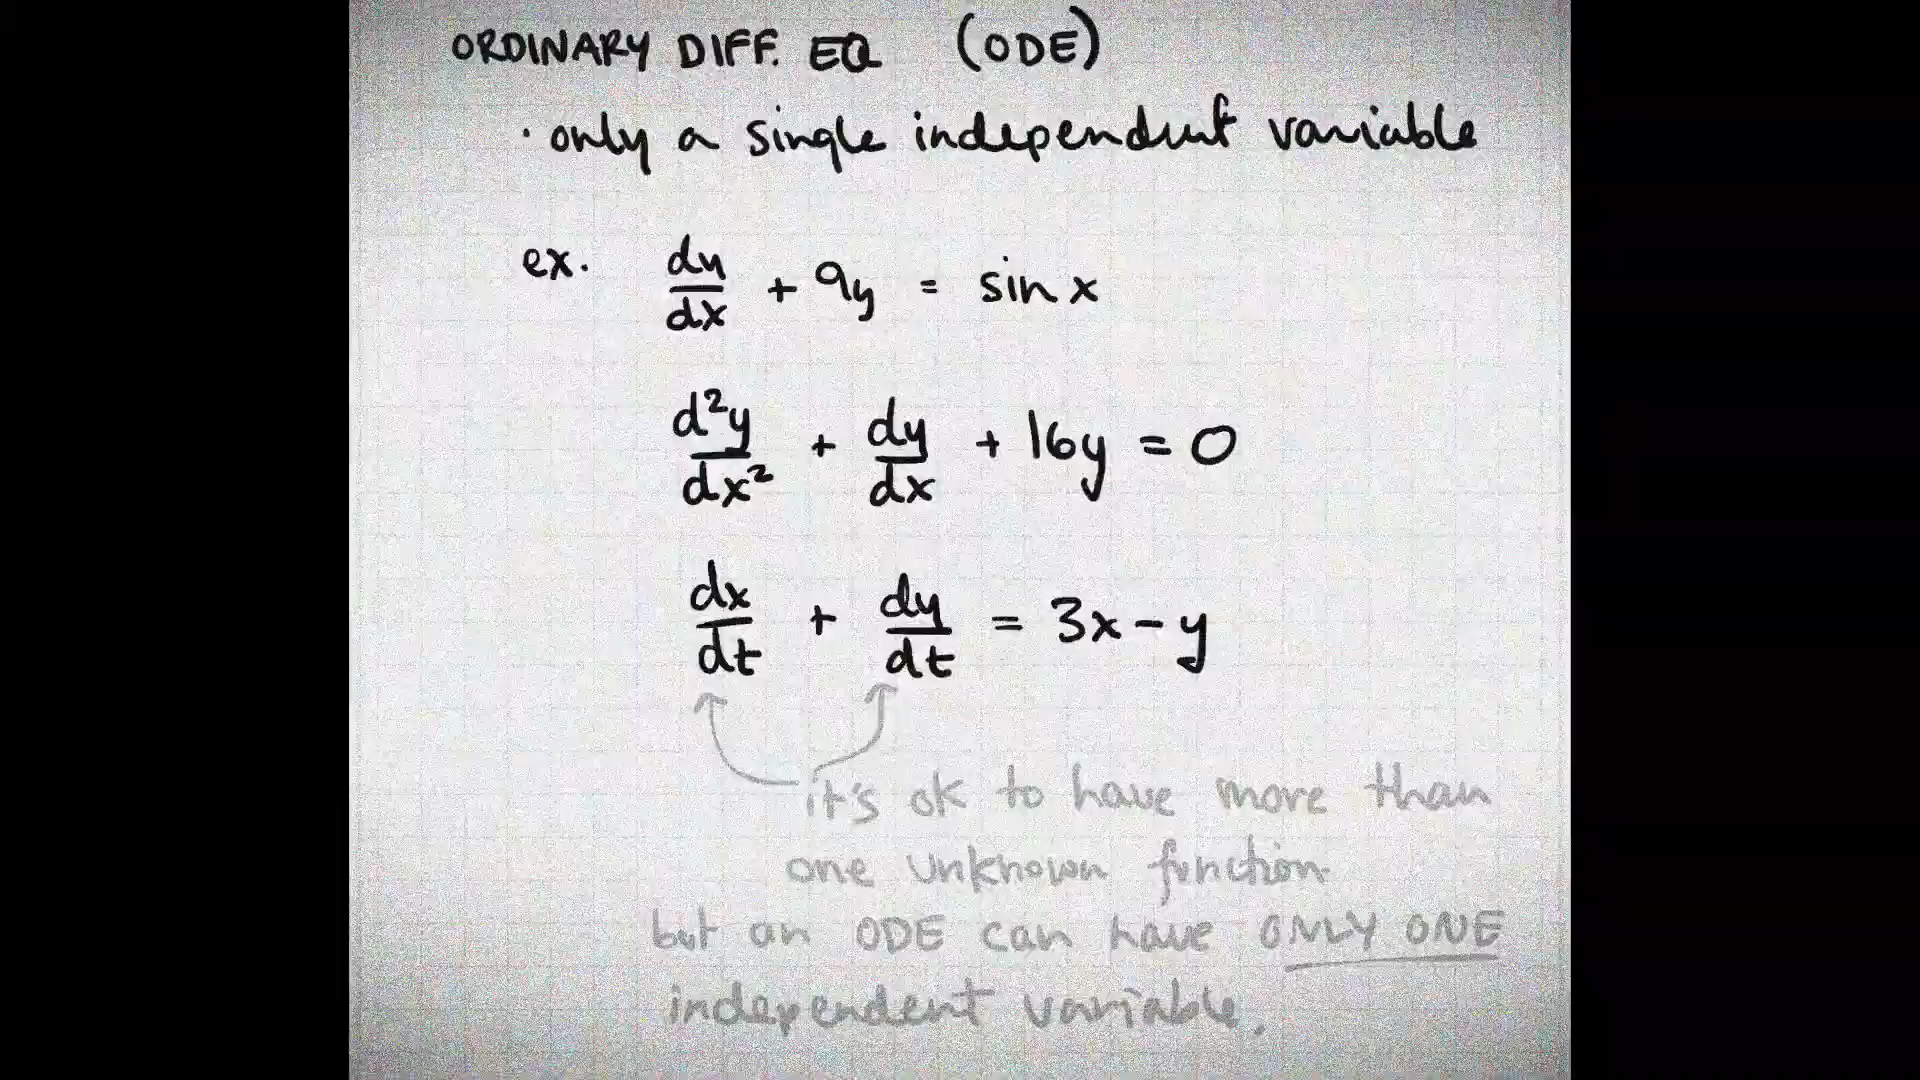 ORDINARY DIFF. EQ (ODE)
· only a single independent variable
ex. dy/dx + 9y = sin x
d²y/dx² + dy/dx + 16y = 0
dx/dt + dy/dt = 3x - y
it's ok to have more than
one unknown function
but an ODE can have ONLY ONE
independent variable.